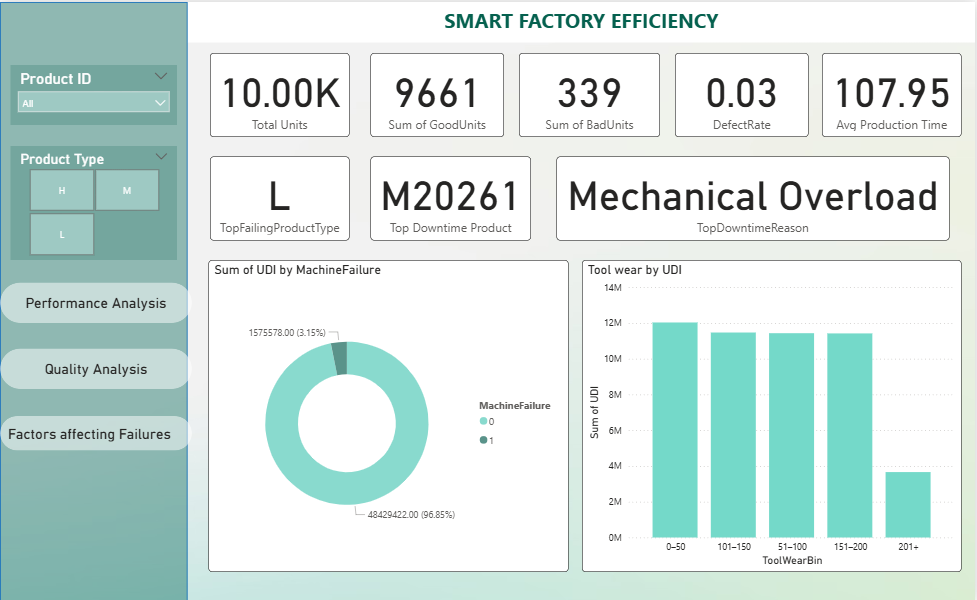 SMART FACTORY EFFICIENCY
Product ID
All
Product Type
H
M
L
Performance Analysis
Quality Analysis
Factors affecting Failures
10.00K
Total Units
9661
Sum of GoodUnits
339
Sum of BadUnits
0.03
DefectRate
107.95
Avg Production Time
L
TopFailingProductType
M20261
Top Downtime Product
Mechanical Overload
TopDowntimeReason
Sum of UDI by MachineFailure
1575578.00 (3.15%)
48429422.00 (96.85%)
MachineFailure
0
1
Tool wear by UDI
Sum of UDI
14M
12M
10M
8M
6M
4M
2M
0M
0–50
101–150
51–100
151–200
201+
ToolWearBin